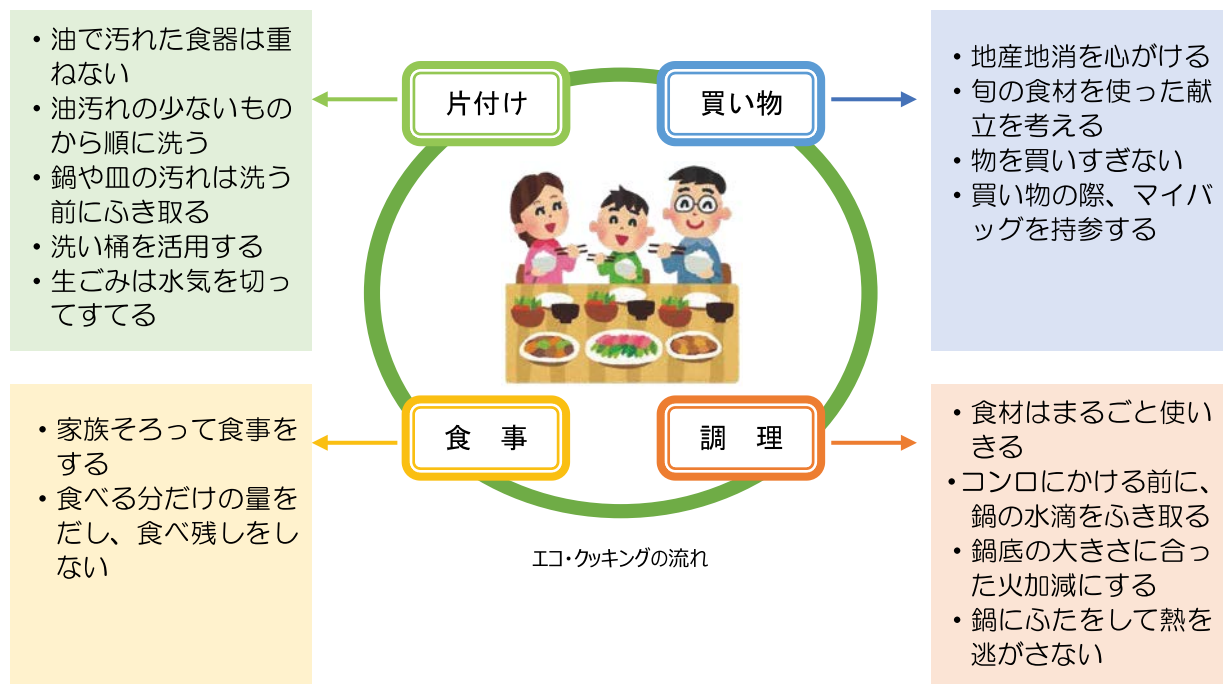 ・油で汚れた食器は重
ねない
・油汚れの少ないもの
から順に洗う
・鍋や皿の汚れは洗う
前にふき取る
・洗い桶を活用する
・生ごみは水気を切っ
てすてる
片付け
買い物
・地産地消を心がける
・旬の食材を使った献
立を考える
・物を買いすぎない
・買い物の際、マイバ
ッグを持参する
・家族そろって食事を
する
・食べる分だけの量を
だし、食べ残しをし
ない
食　事
調　理
・食材はまるごと使い
きる
・コンロにかける前に、
鍋の水滴をふき取る
・鍋底の大きさに合っ
た火加減にする
・鍋にふたをして熱を
逃がさない
エコ・クッキングの流れ